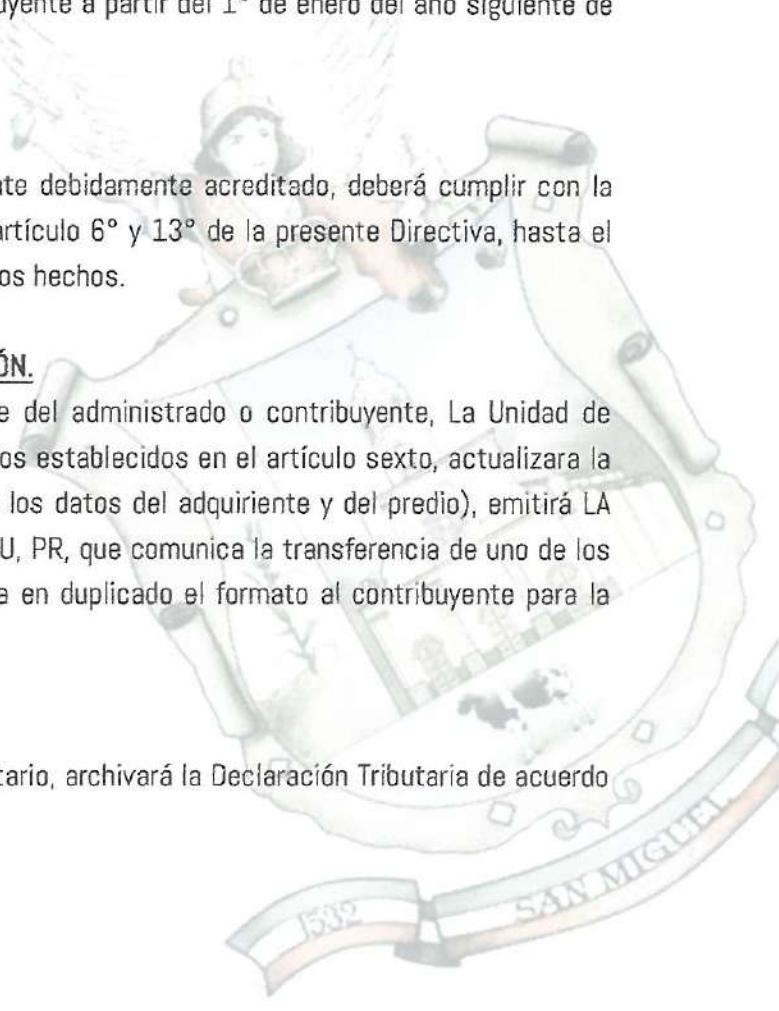 uyente a partir del 1° de enero del año siguiente de
te debidamente acreditado, deberá cumplir con la
artículo 6° y 13° de la presente Directiva, hasta el
os hechos.
ÓN.
e del administrado o contribuyente, La Unidad de
os establecidos en el artículo sexto, actualizara la
los datos del adquiriente y del predio), emitirá LA
U, PR, que comunica la transferencia de uno de los
a en duplicado el formato al contribuyente para la
tario, archivará la Declaración Tributaria de acuerdo
1532
SAN MIGUEL